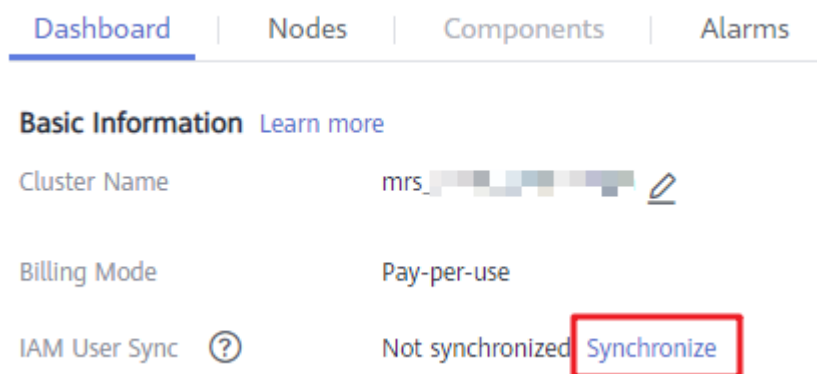 Dashboard Nodes Components Alarms
Basic Information Learn more
Cluster Name mrs_
Billing Mode Pay-per-use
IAM User Sync ? Not synchronized Synchronize